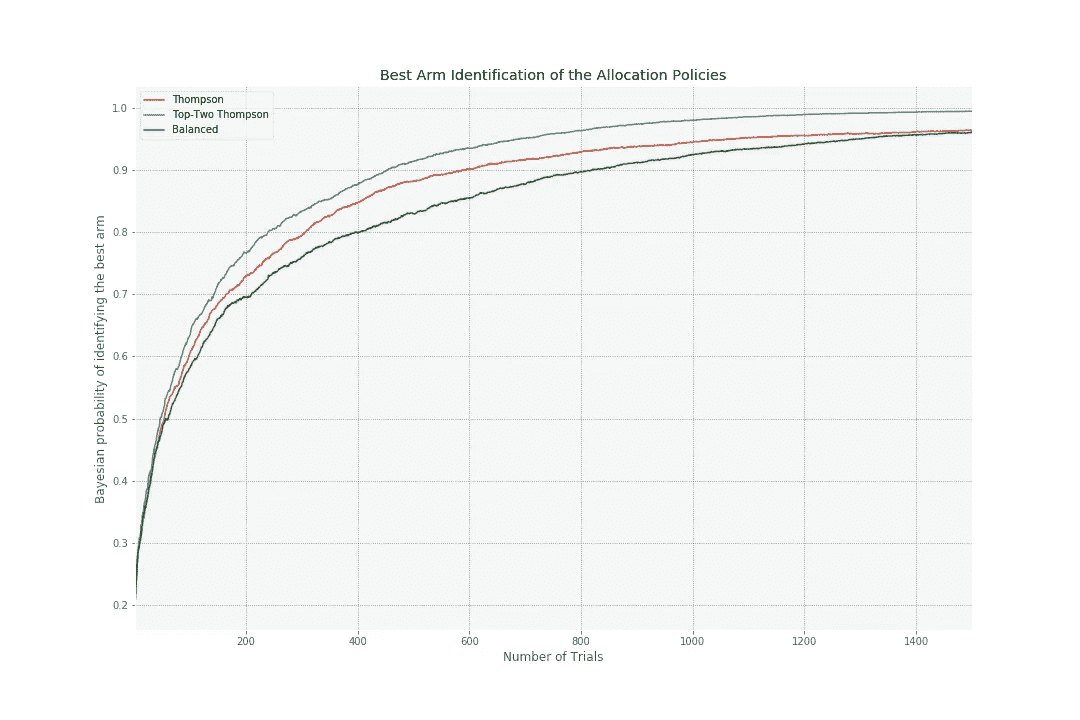 Best Arm Identification of the Allocation Policies
Thompson
Top-Two Thompson
Balanced
1.0
0.9
0.8
0.7
0.6
0.5
0.4
0.3
0.2
Bayesian probability of identifying the best arm
200 400 600 800 1000 1200 1400
Number of Trials